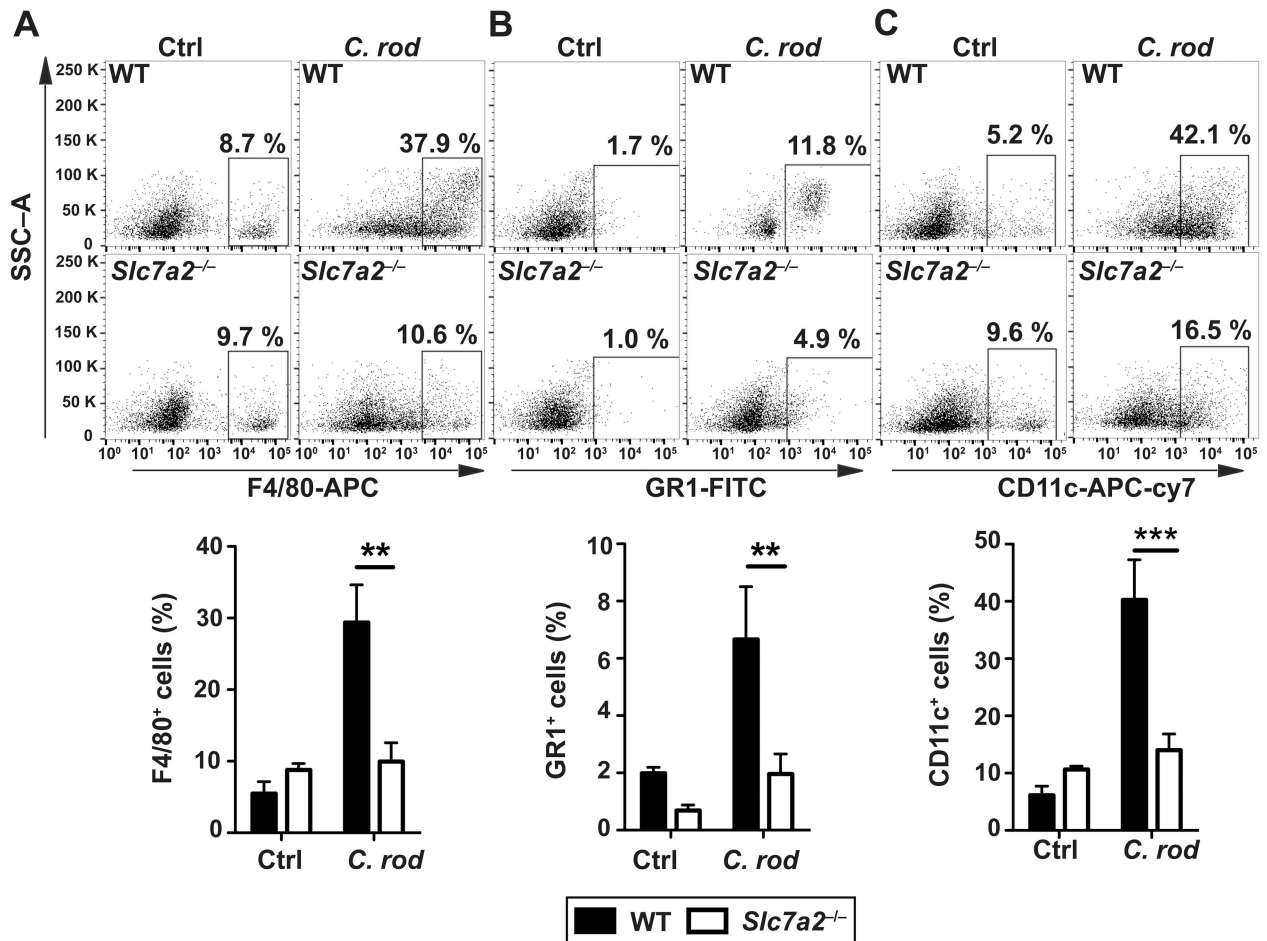 A B C
Ctrl C. rod Ctrl C. rod Ctrl C. rod
250 K WT WT WT WT WT WT
200 K
150 K 8.7 % 37.9 % 1.7 % 11.8 % 5.2 % 42.1 %
100 K
50 K
0
SSC–A
250 K Slc7a2–/– Slc7a2–/– Slc7a2–/– Slc7a2–/– Slc7a2–/– Slc7a2–/–
200 K
150 K 9.7 % 10.6 % 1.0 % 4.9 % 9.6 % 16.5 %
100 K
50 K
0
10⁰ 10¹ 10² 10³ 10⁴ 10⁵ 10¹ 10² 10³ 10⁴ 10⁵ 10¹ 10² 10³ 10⁴ 10⁵ 10¹ 10² 10³ 10⁴ 10⁵ 10¹ 10² 10³ 10⁴ 10⁵ 10¹ 10² 10³ 10⁴ 10⁵
F4/80-APC GR1-FITC CD11c-APC-cy7
F4/80⁺ cells (%)
40
30
20
10
0
**
Ctrl C. rod
GR1⁺ cells (%)
10
8
6
4
2
0
**
Ctrl C. rod
CD11c⁺ cells (%)
50
40
30
20
10
0
***
Ctrl C. rod
WT Slc7a2–/–